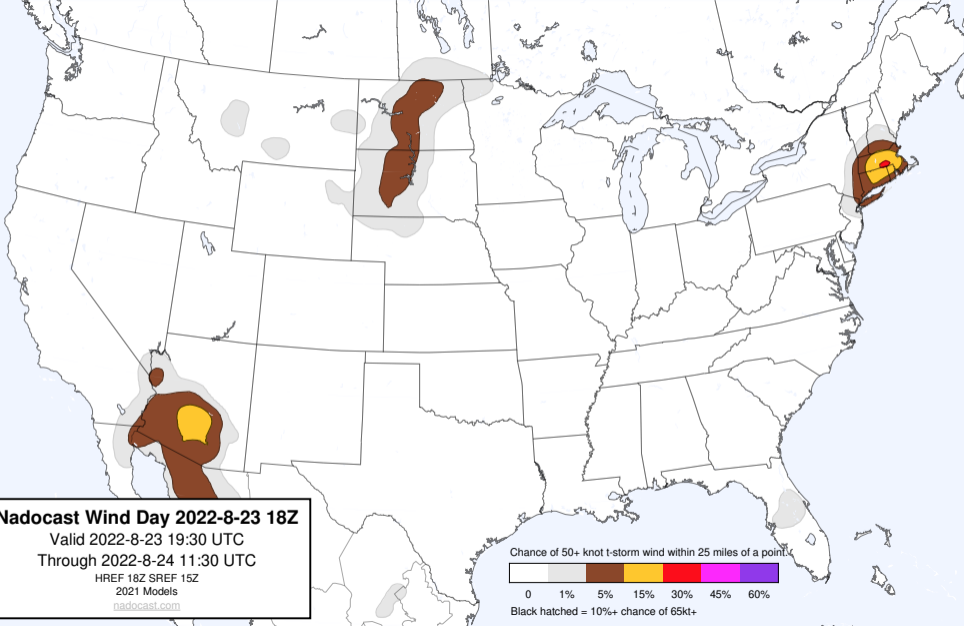 Nadocast Wind Day 2022-8-23 18Z
Valid 2022-8-23 19:30 UTC
Through 2022-8-24 11:30 UTC
HREF 18Z SREF 15Z
2021 Models
nadocast.com
Chance of 50+ knot t-storm wind within 25 miles of a point.
0 1% 5% 15% 30% 45% 60%
Black hatched = 10%+ chance of 65kt+